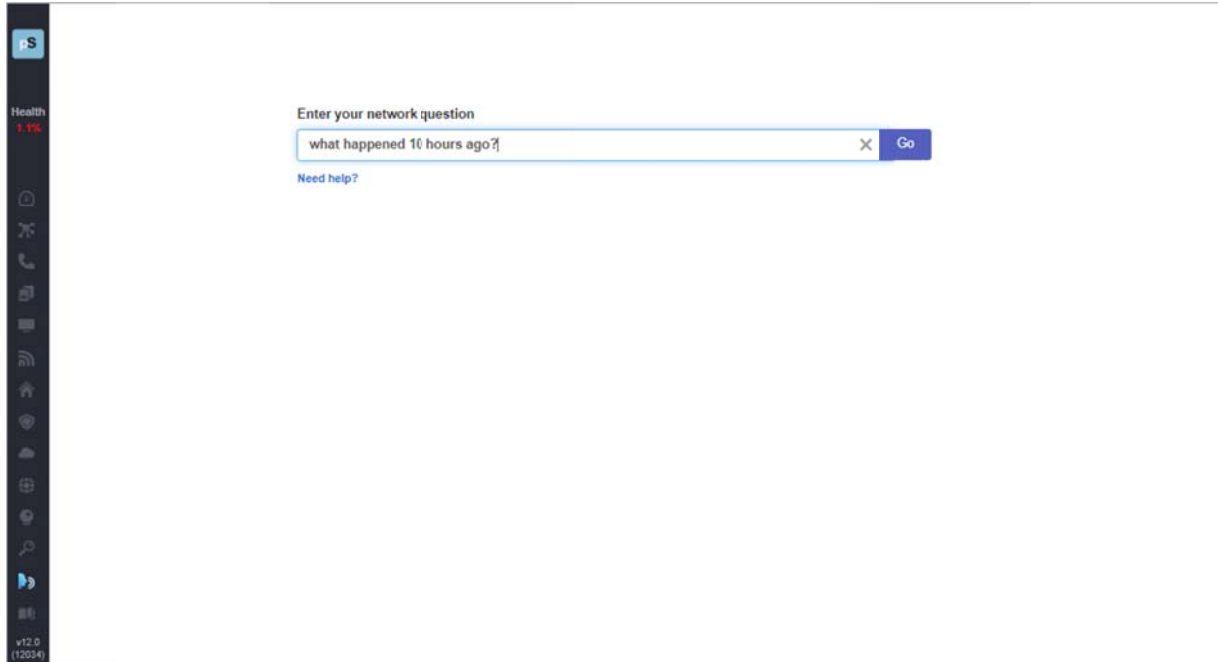 pS
Health
1.1%
Enter your network question
what happened 10 hours ago?
Go
Need help?
v12.0
(12034)